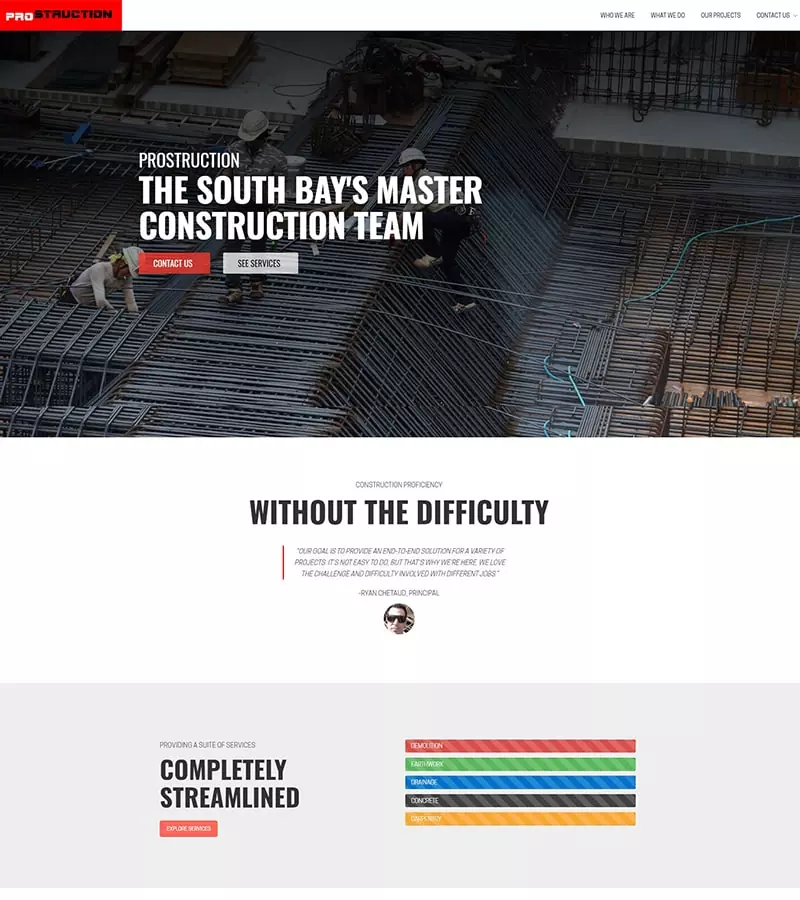 PROSTRUCTION
WHO WE ARE
WHAT WE DO
OUR PROJECTS
CONTACT US
PROSTRUCTION
THE SOUTH BAY'S MASTER
CONSTRUCTION TEAM
CONTACT US
SEE SERVICES
CONSTRUCTION PROFICIENCY
WITHOUT THE DIFFICULTY
"OUR GOAL IS TO PROVIDE AN END-TO-END SOLUTION FOR A VARIETY OF
PROJECTS. IT'S NOT EASY TO DO, BUT THAT'S WHY WE'RE HERE, WE LOVE
THE CHALLENGE AND DIFFICULTY INVOLVED WITH DIFFERENT JOBS."
-RYAN CHETAUD, PRINCIPAL
PROVIDING A SUITE OF SERVICES
COMPLETELY
STREAMLINED
EXPLORE SERVICES
DEMOLITION
EARTHWORK
DRAINAGE
CONCRETE
CARPENTRY